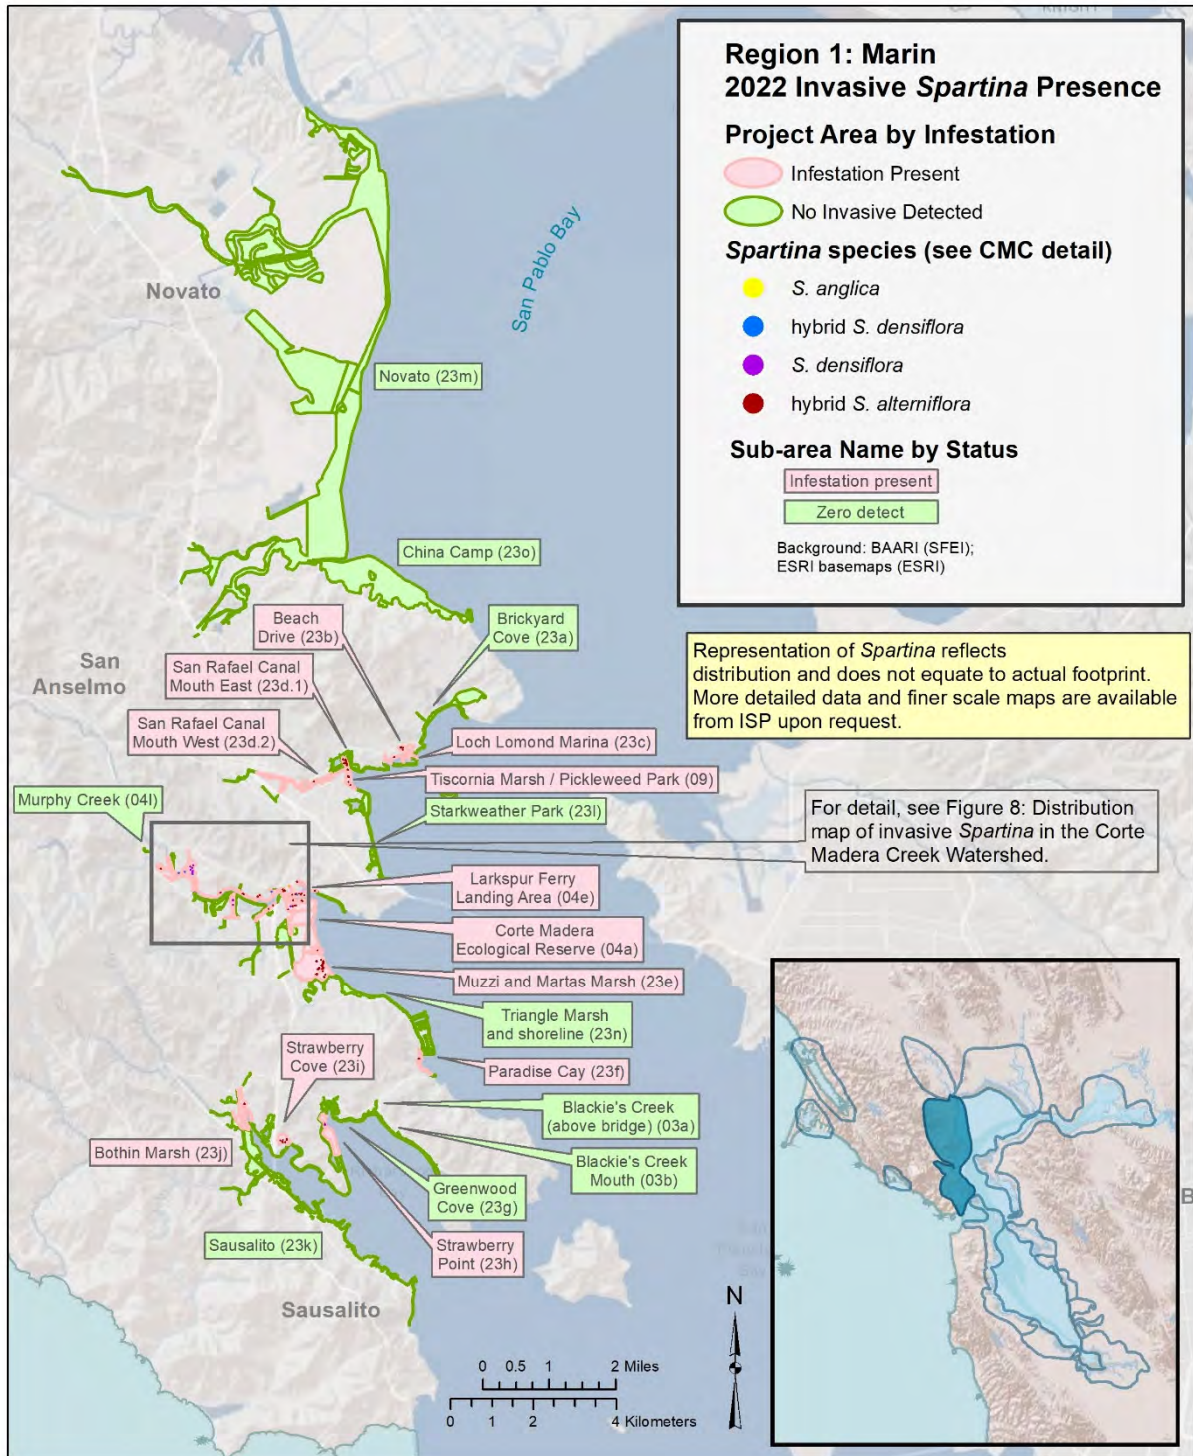 Region 1: Marin
2022 Invasive Spartina Presence
Project Area by Infestation
Infestation Present
No Invasive Detected
Spartina species (see CMC detail)
S. anglica
hybrid S. densiflora
S. densiflora
hybrid S. alterniflora
Sub-area Name by Status
Infestation present
Zero detect
Background: BAARI (SFEI);
ESRI basemaps (ESRI)
San Pablo Bay
Novato
Novato (23m)
China Camp (23o)
Beach
Drive (23b)
Brickyard
Cove (23a)
San
Anselmo
San Rafael Canal
Mouth East (23d.1)
Representation of Spartina reflects
distribution and does not equate to actual footprint.
More detailed data and finer scale maps are available
from ISP upon request.
San Rafael Canal
Mouth West (23d.2)
Loch Lomond Marina (23c)
Tiscornia Marsh / Pickleweed Park (09)
Murphy Creek (04l)
Starkweather Park (23l)
For detail, see Figure 8: Distribution
map of invasive Spartina in the Corte
Madera Creek Watershed.
Larkspur Ferry
Landing Area (04e)
Corte Madera
Ecological Reserve (04a)
Muzzi and Martas Marsh (23e)
Triangle Marsh
and shoreline (23n)
Strawberry
Cove (23i)
Paradise Cay (23f)
Blackie's Creek
(above bridge) (03a)
Bothin Marsh (23j)
Blackie's Creek
Mouth (03b)
Greenwood
Cove (23g)
Sausalito (23k)
Strawberry
Point (23h)
Sausalito
N
0 0.5 1 2 Miles
0 1 2 4 Kilometers